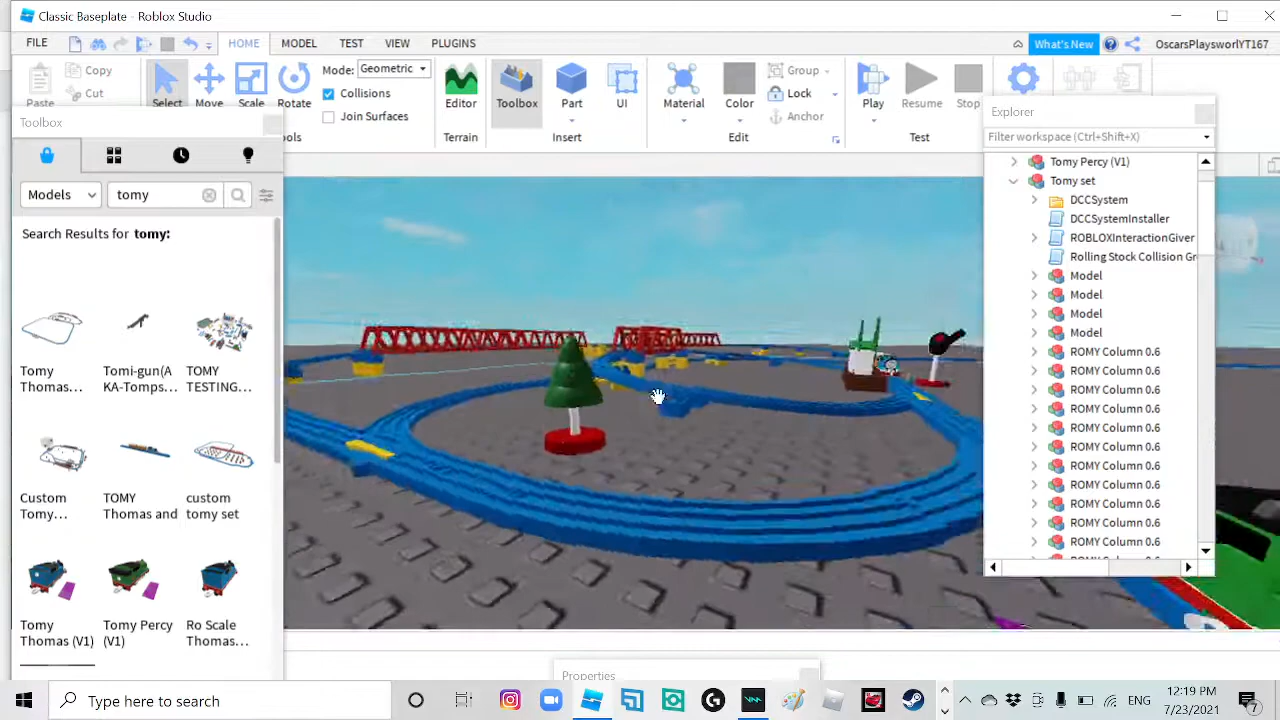 Classic Baseplate - Roblox Studio
FILE HOME MODEL TEST VIEW PLUGINS What's New OscarsPlaysworlYT167
Paste Copy Cut
Select Move Scale Rotate
Mode: Geometric
Collisions
Join Surfaces
Editor Toolbox Part UI Material Color
Group
Lock
Anchor
Play Resume Stop
ols Terrain Insert Edit Test
Toolbox
Models tomy
Search Results for tomy:
Tomy Thomas...
Tomi-gun(A KA-Tomps...
TOMY TESTING...
Custom Tomy...
TOMY Thomas and
custom tomy set
Tomy Thomas (V1)
Tomy Percy (V1)
Ro Scale Thomas...
Explorer
Filter workspace (Ctrl+Shift+X)
Tomy Percy (V1)
Tomy set
DCCSystem
DCCSystemInstaller
ROBLOXInteractionGiver
Rolling Stock Collision Gr
Model
Model
Model
Model
ROMY Column 0.6
ROMY Column 0.6
ROMY Column 0.6
ROMY Column 0.6
ROMY Column 0.6
ROMY Column 0.6
ROMY Column 0.6
ROMY Column 0.6
ROMY Column 0.6
ROMY Column 0.6
ROMY Column 0.6
Properties
Type here to search
ENG
12:19 PM
7/23/2021
7